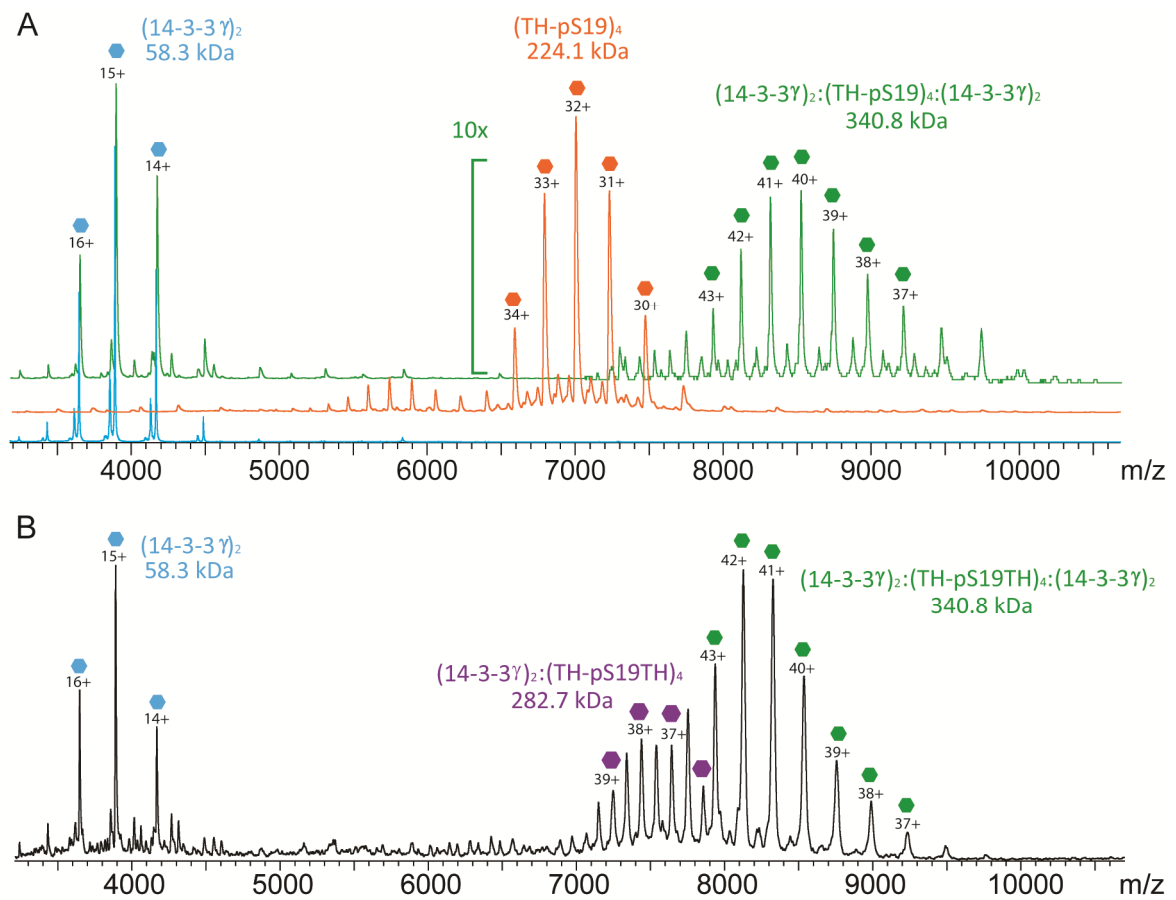 A
(14-3-3γ)₂
58.3 kDa
(TH-pS19)₄
224.1 kDa
(14-3-3γ)₂:(TH-pS19)₄:(14-3-3γ)₂
340.8 kDa
10x
16+
15+
14+
34+
33+
32+
31+
30+
43+
42+
41+
40+
39+
38+
37+
4000 5000 6000 7000 8000 9000 10000 m/z
B
(14-3-3γ)₂
58.3 kDa
(14-3-3γ)₂:(TH-pS19TH)₄:(14-3-3γ)₂
340.8 kDa
(14-3-3γ)₂:(TH-pS19TH)₄
282.7 kDa
16+
15+
14+
39+
38+
37+
43+
42+
41+
40+
39+
38+
37+
4000 5000 6000 7000 8000 9000 10000 m/z